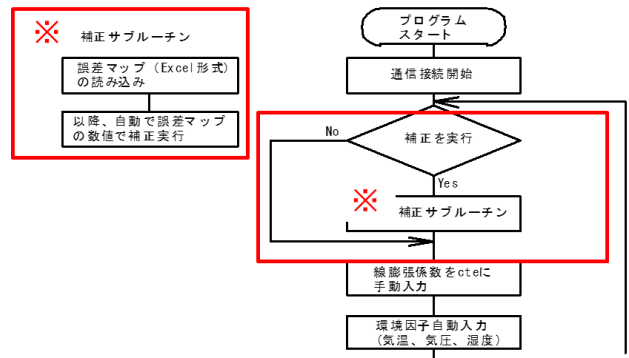 ※ 補正サブルーチン
誤差マップ（Excel形式）
の読み込み
以降、自動で誤差マップ
の数値で補正実行
プログラム
スタート
通信接続開始
補正を実行
No
Yes
※ 補正サブルーチン
線膨張係数をcteに
手動入力
環境因子自動入力
(気温、気圧、湿度)